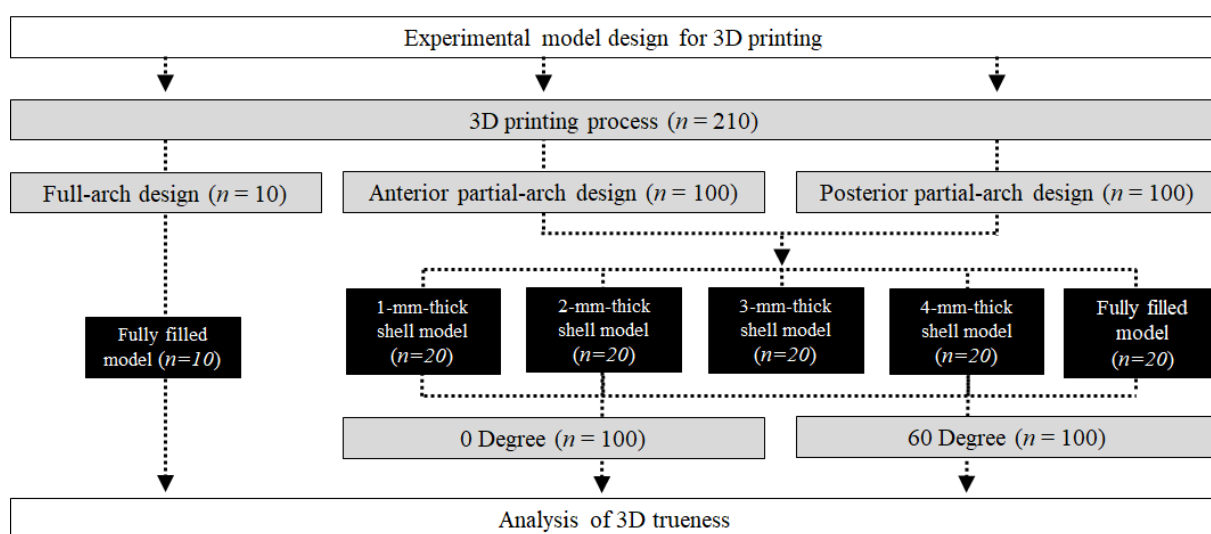 Experimental model design for 3D printing
3D printing process (n = 210)
Full-arch design (n = 10)
Anterior partial-arch design (n = 100)
Posterior partial-arch design (n = 100)
1-mm-thick
shell model
(n=20)
2-mm-thick
shell model
(n=20)
3-mm-thick
shell model
(n=20)
4-mm-thick
shell model
(n=20)
Fully filled
model
(n=20)
Fully filled
model (n=10)
0 Degree (n = 100)
60 Degree (n = 100)
Analysis of 3D trueness